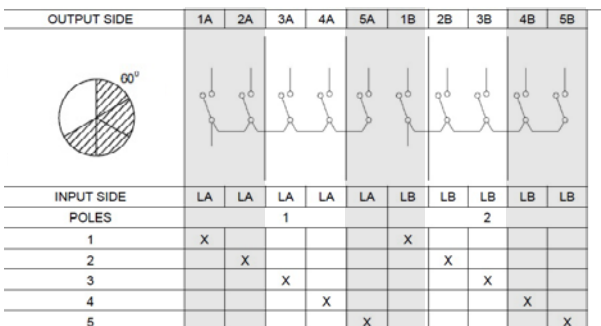 OUTPUT SIDE 1A 2A 3A 4A 5A 1B 2B 3B 4B 5B
60°
INPUT SIDE LA LA LA LA LA LB LB LB LB LB
POLES 1 2
1 X X
2 X X
3 X X
4 X X
5 X X